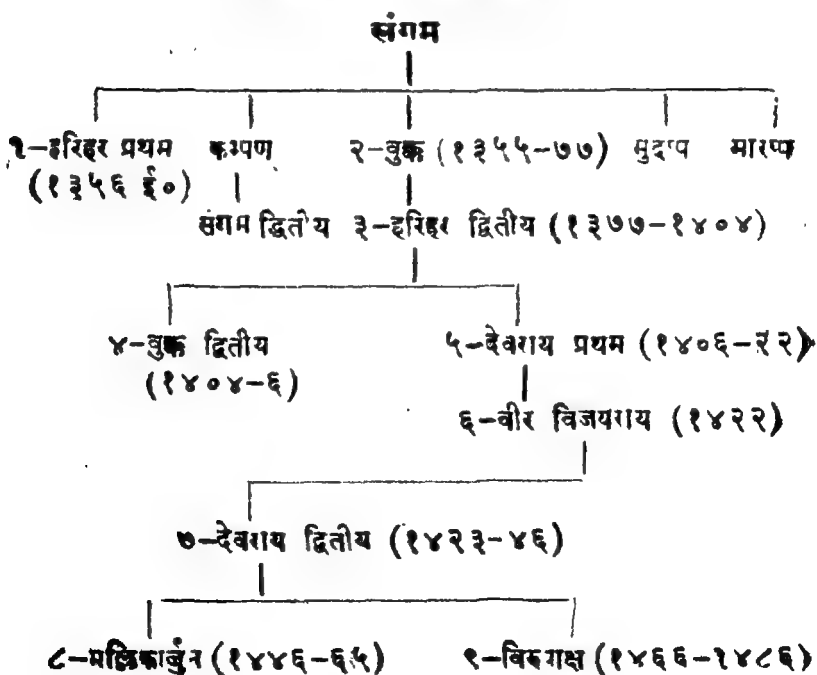 संगम
१-हरिहर प्रथम कम्पण २-बुक्क (१३५५-७७) मुद्दप मारप्प
(१३५६ ई०)
संगम द्वितीय ३-हरिहर द्वितीय (१३७७-१४०४)
४-बुक्क द्वितीय ५-देवराय प्रथम (१४०६-२२)
(१४०४-६)
६-वीर विजयराय (१४२२)
७-देवराय द्वितीय (१४२३-४६)
८-मल्लिकार्जुन (१४४६-६५) ९-विरुपाक्ष (१४६६-१४८६)